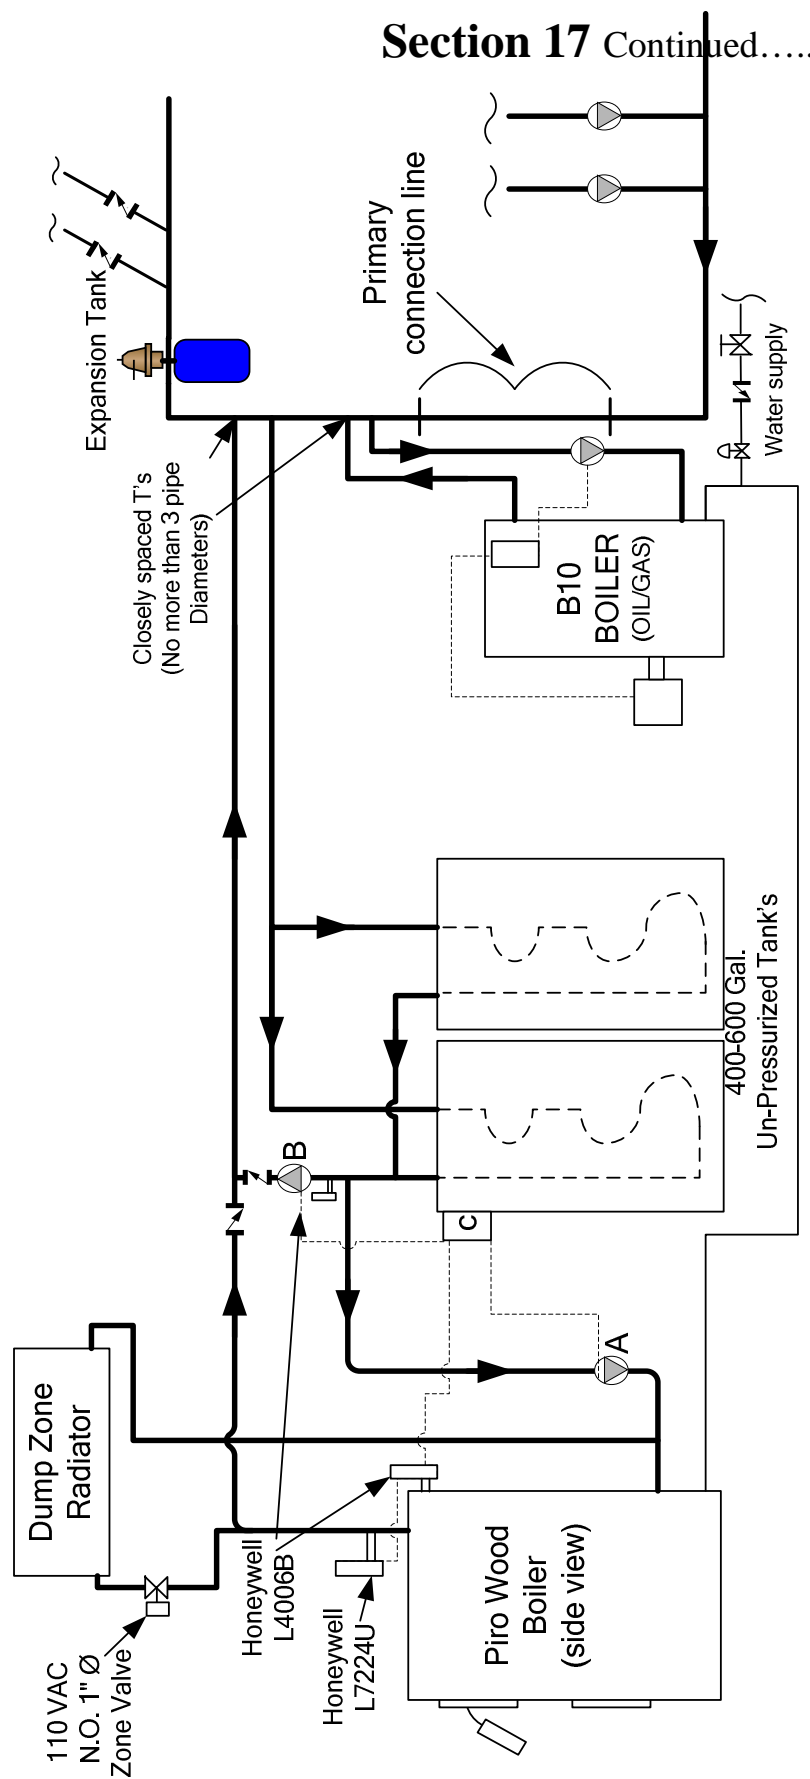 Section 17 Continued…..
Expansion Tank
Primary
connection line
Closely spaced T's
(No more than 3 pipe
Diameters)
Water supply
B10
BOILER
(OIL/GAS)
400-600 Gal.
Un-Pressurized Tank's
B
C
A
Dump Zone
Radiator
Honeywell
L4006B
Honeywell
L7224U
110 VAC
N.O. 1" Ø
Zone Valve
Piro Wood
Boiler
(side view)